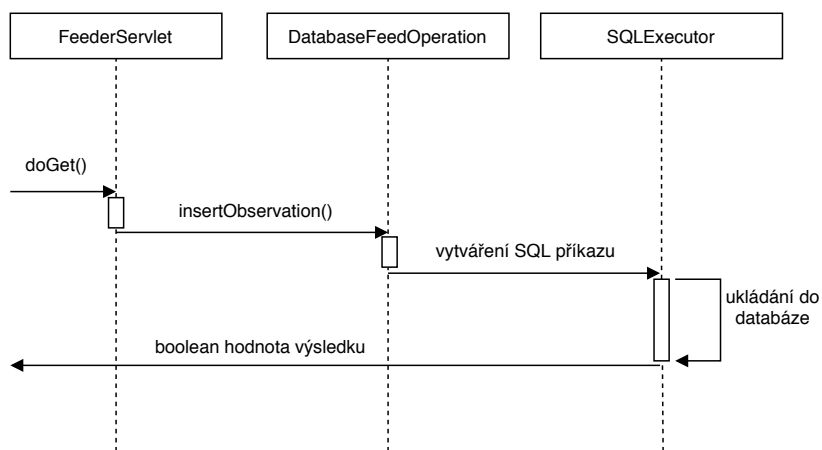 FeederServlet
DatabaseFeedOperation
SQLExecutor
doGet()
insertObservation()
vytváření SQL příkazu
ukládání do
databáze
boolean hodnota výsledku